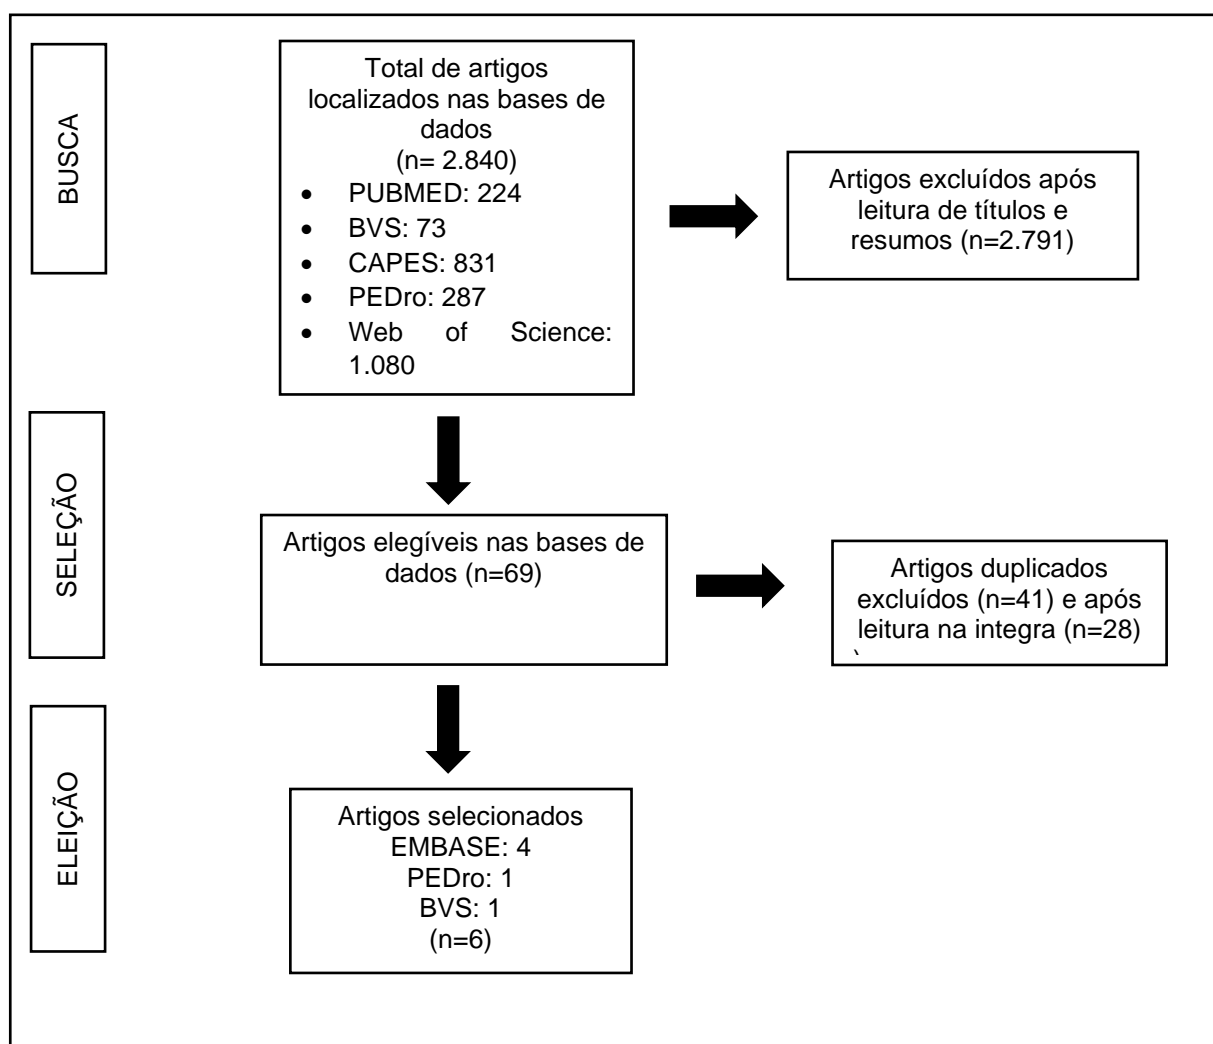 BUSCA
Total de artigos
localizados nas bases de
dados
(n= 2.840)
• PUBMED: 224
• BVS: 73
• CAPES: 831
• PEDro: 287
• Web of Science:
1.080
Artigos excluídos após
leitura de títulos e
resumos (n=2.791)
SELEÇÃO
Artigos elegíveis nas bases de
dados (n=69)
Artigos duplicados
excluídos (n=41) e após
leitura na integra (n=28)
ELEIÇÃO
Artigos selecionados
EMBASE: 4
PEDro: 1
BVS: 1
(n=6)